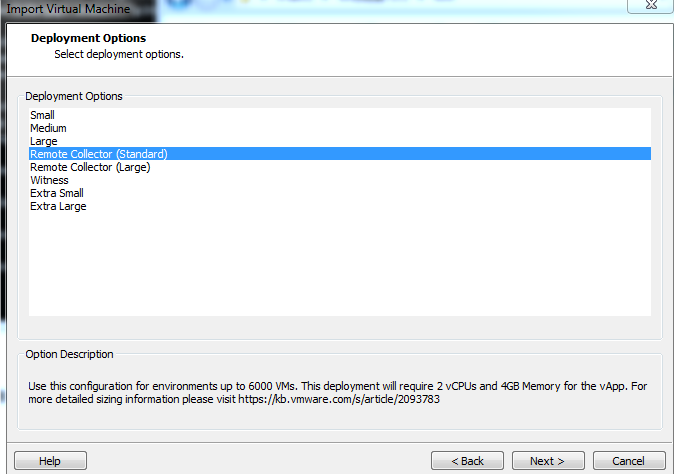 Import Virtual Machine
Deployment Options
Select deployment options.
Deployment Options
Small
Medium
Large
Remote Collector (Standard)
Remote Collector (Large)
Witness
Extra Small
Extra Large
Option Description
Use this configuration for environments up to 6000 VMs. This deployment will require 2 vCPUs and 4GB Memory for the vApp. For
more detailed sizing information please visit https://kb.vmware.com/s/article/2093783
Help
< Back
Next >
Cancel